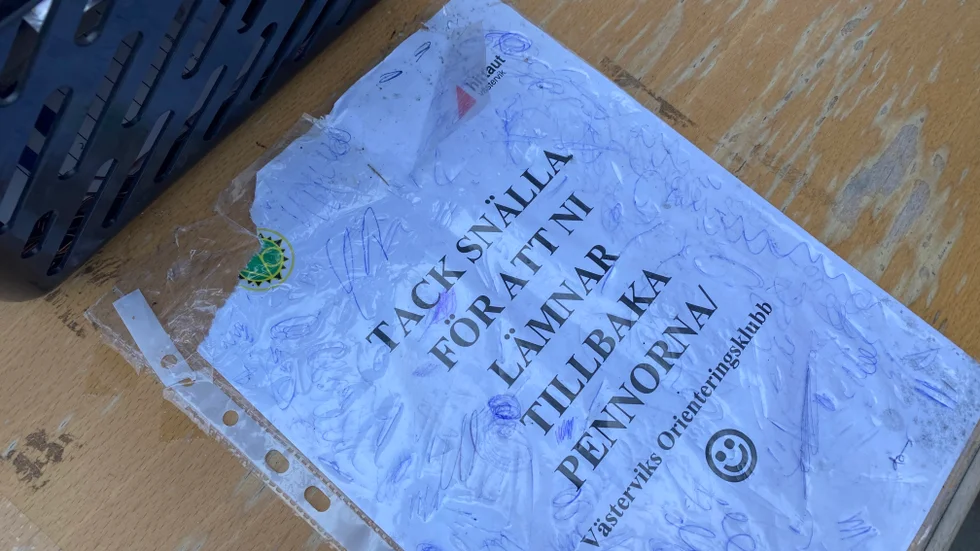 TACK SNÄLLA
FÖR ATT NI
LÄMNAR
TILLBAKA
PENNORNA/
Västerviks Orienteringsklubb